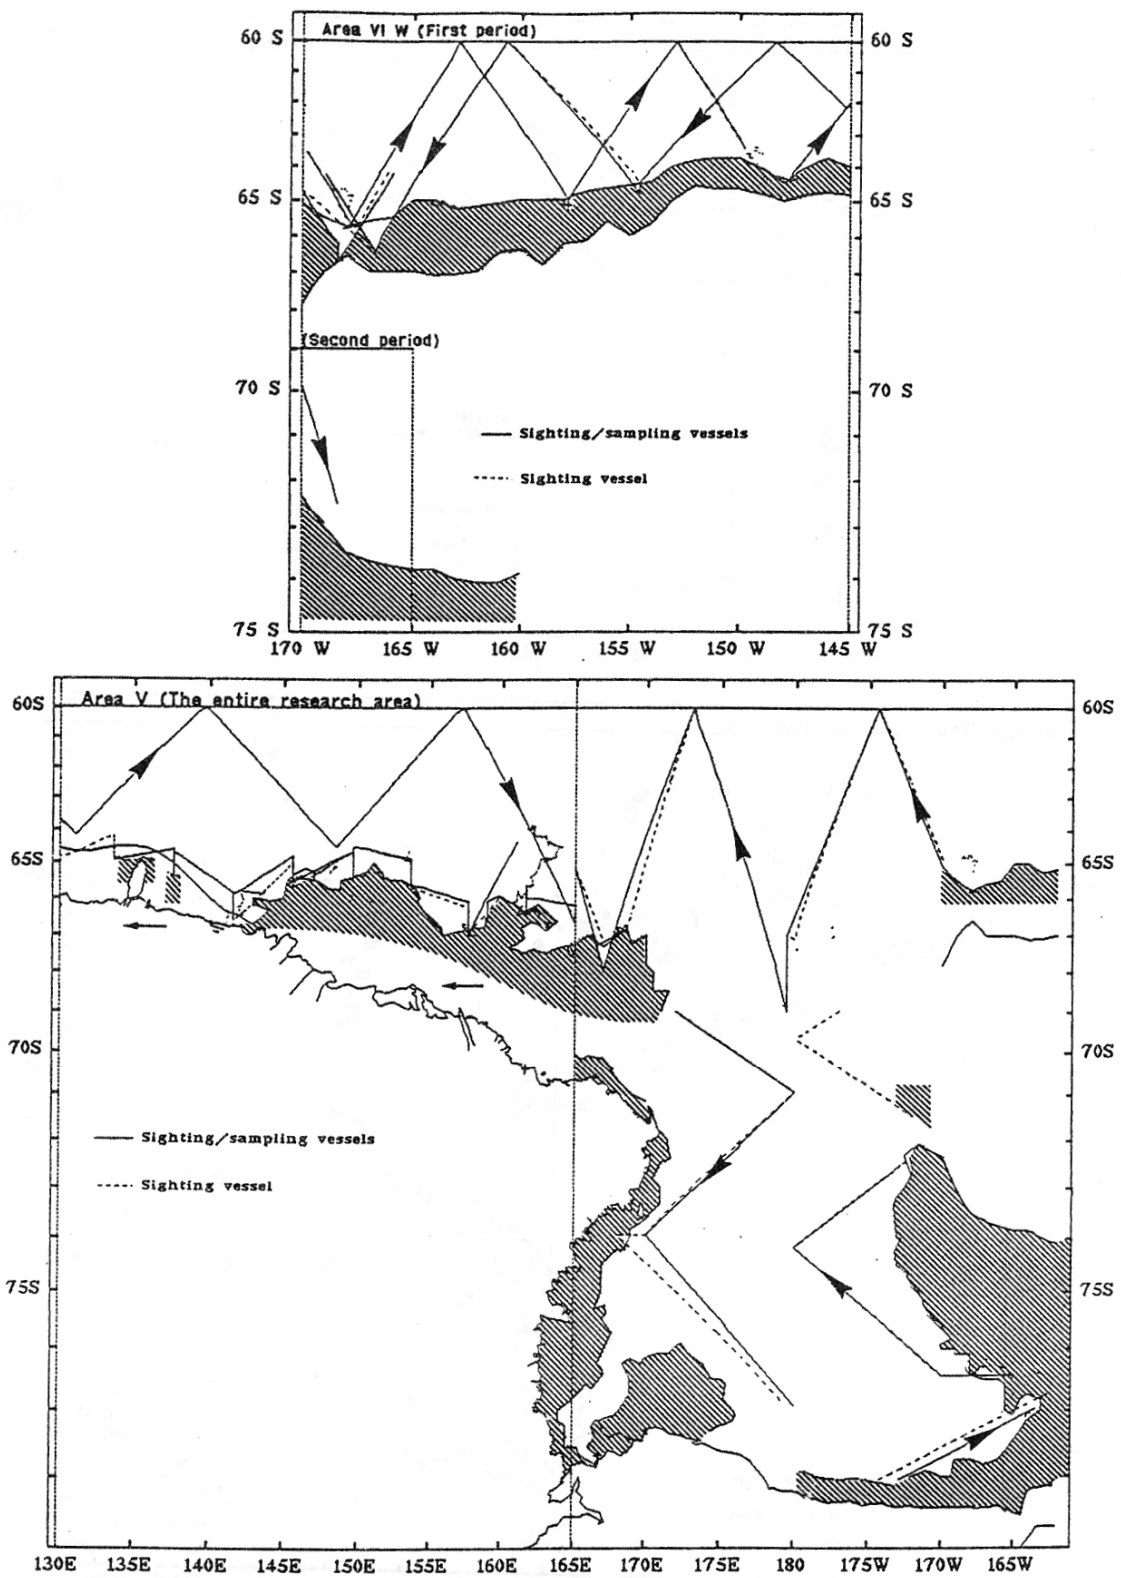 Area VI W (First period)
60 S
60 S
65 S
65 S
(Second period)
70 S
70 S
Sighting/sampling vessels
Sighting vessel
75 S
75 S
170 W
165 W
160 W
155 W
150 W
145 W
Area V (The entire research area)
60S
60S
65S
65S
70S
70S
Sighting/sampling vessels
Sighting vessel
75S
75S
130E
135E
140E
145E
150E
155E
160E
165E
170E
175E
180
175W
170W
165W